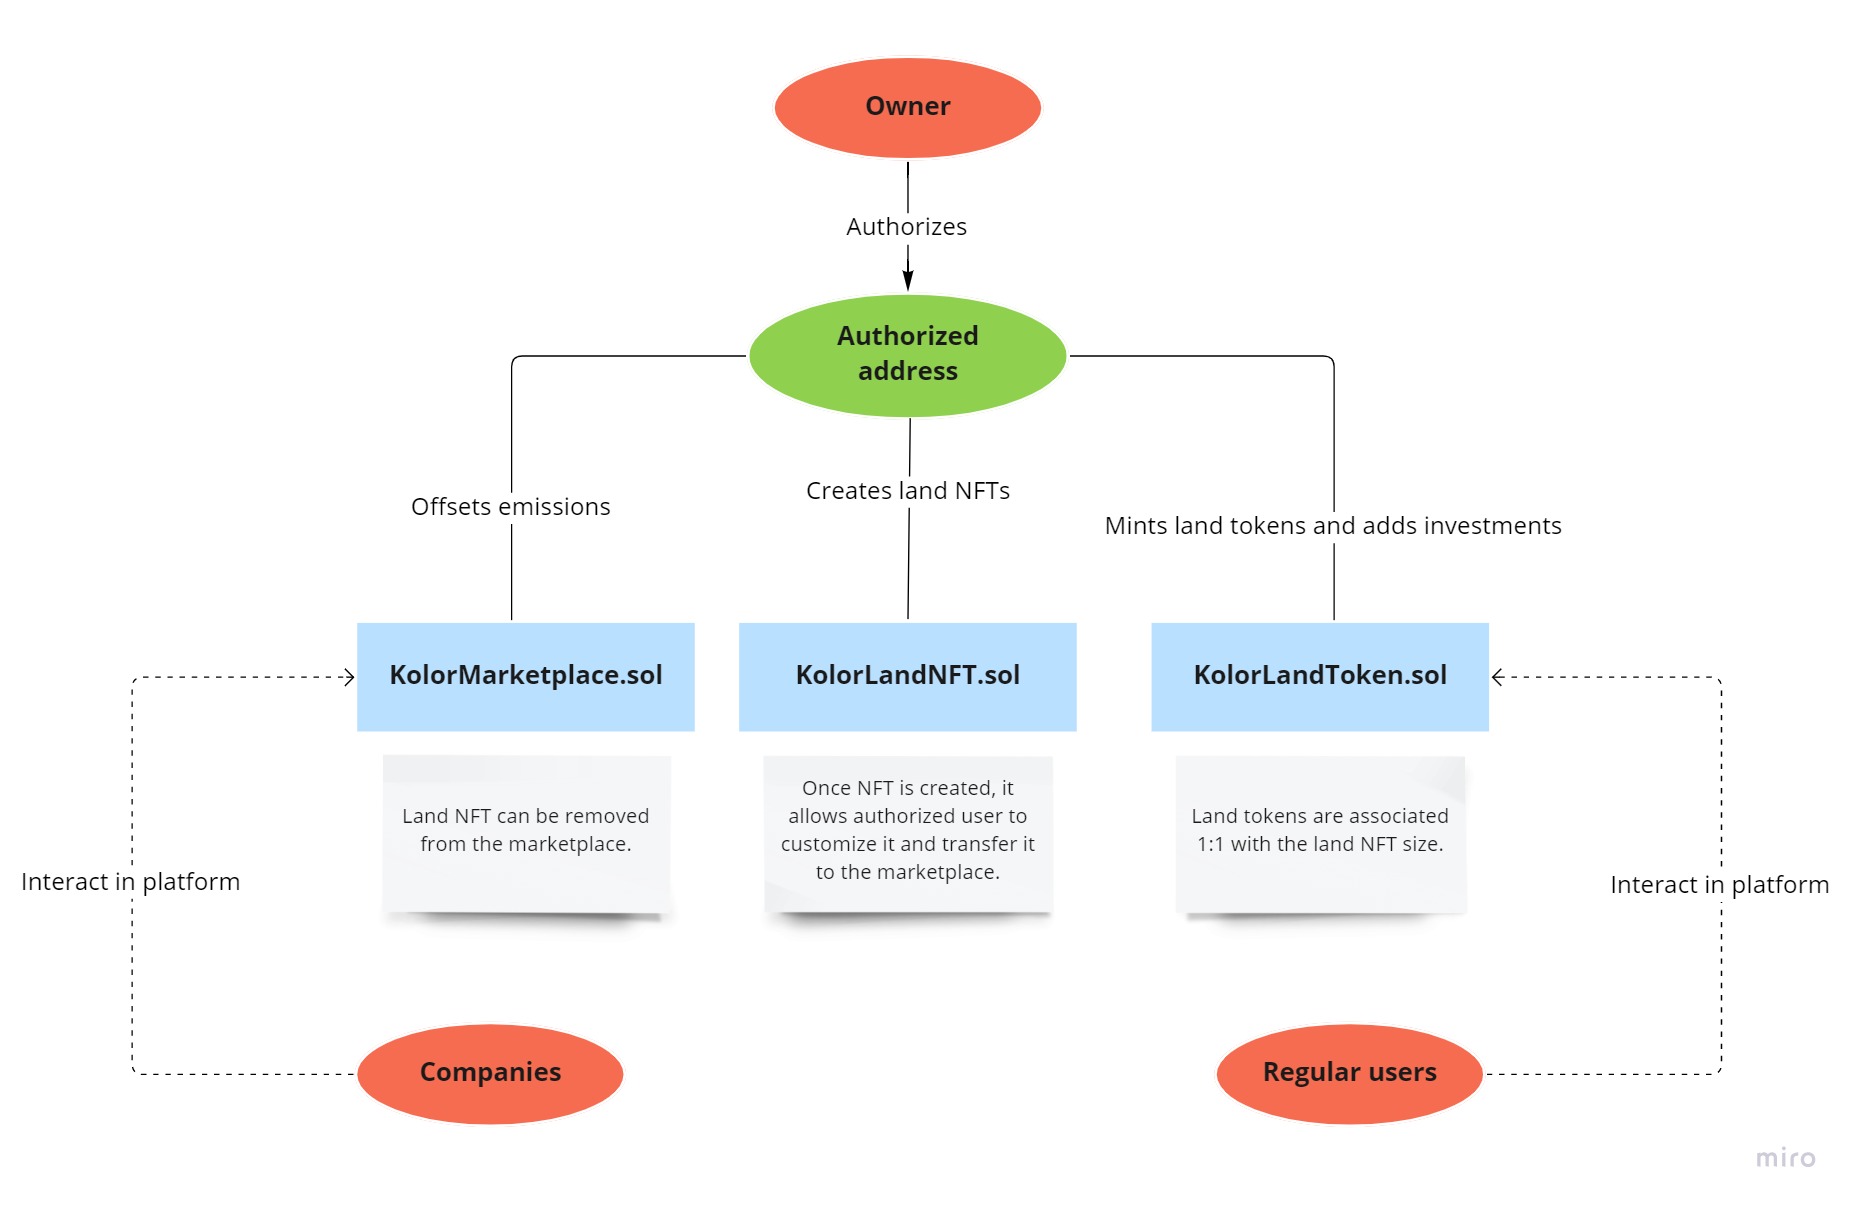 Owner
Authorizes
Authorized
address
Offsets emissions
Creates land NFTs
Mints land tokens and adds investments
KolorMarketplace.sol
KolorLandNFT.sol
KolorLandToken.sol
Land NFT can be removed
from the marketplace.
Once NFT is created, it
allows authorized user to
customize it and transfer it
to the marketplace.
Land tokens are associated
1:1 with the land NFT size.
Interact in platform
Interact in platform
Companies
Regular users
miro